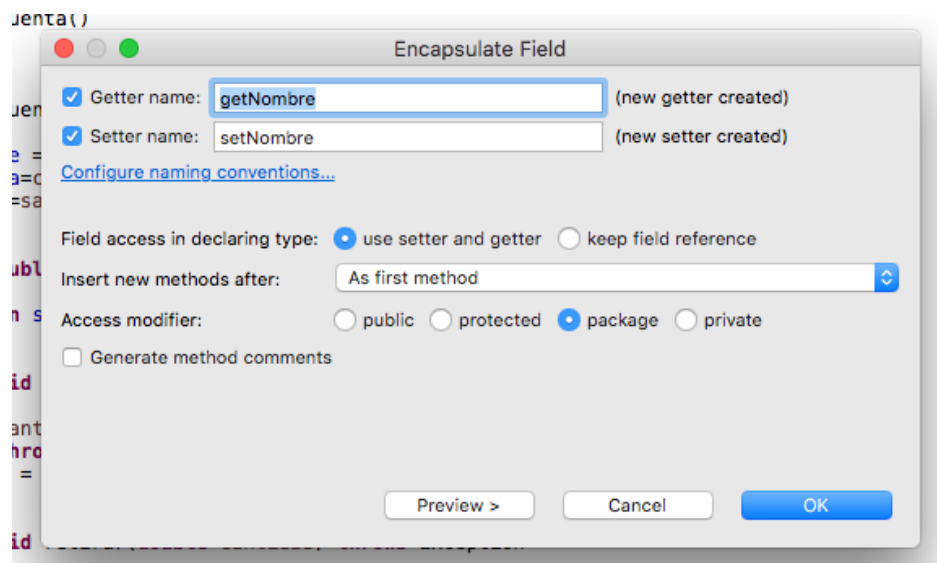 uenta()
Encapsulate Field
Getter name: getNombre (new getter created)
Setter name: setNombre (new setter created)
Configure naming conventions...
Field access in declaring type: use setter and getter keep field reference
Insert new methods after: As first method
Access modifier: public protected package private
Generate method comments
Preview > Cancel OK